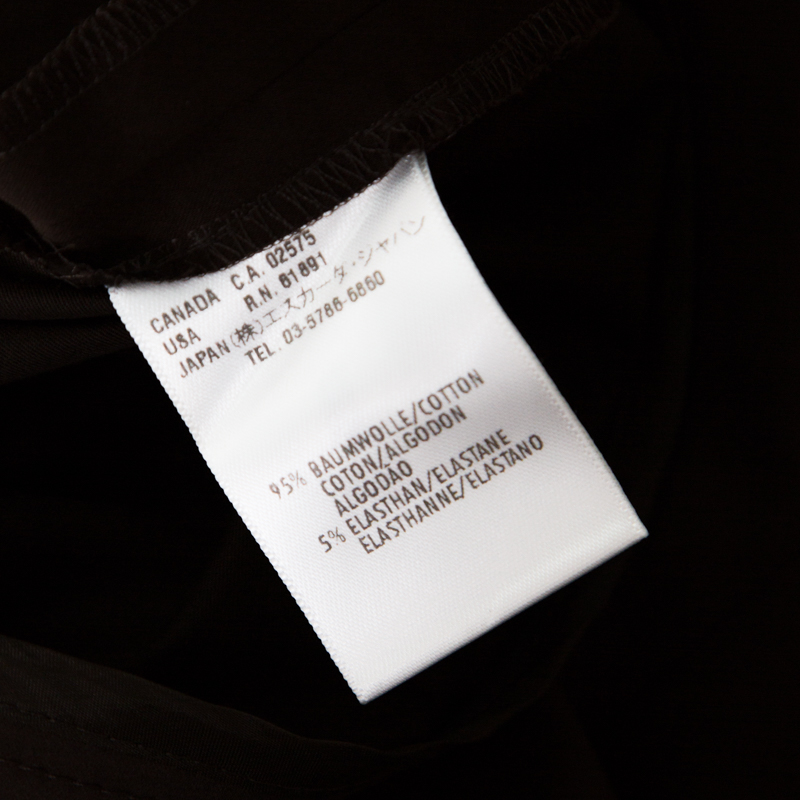 CANADA C.A. 02575
USA R.N. 81891
JAPAN (株)エスカーダ・ジャパン
TEL. 03-5786-6860
95% BAUMWOLLE/COTTON
COTON/ALGODON
ALGODAO
5% ELASTHAN/ELASTANE
ELASTHANNE/ELASTANO